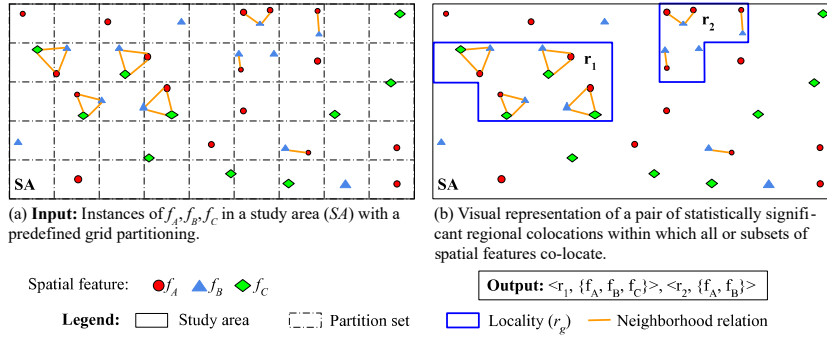 SA
r1
r2
SA
(a) Input: Instances of fA, fB, fC in a study area (SA) with a
predefined grid partitioning.
(b) Visual representation of a pair of statistically signifi-
cant regional colocations within which all or subsets of
spatial features co-locate.
Spatial feature: fA fB fC
Output: <r1, {fA, fB, fC}>, <r2, {fA, fB}>
Legend: Study area Partition set Locality (rg) Neighborhood relation